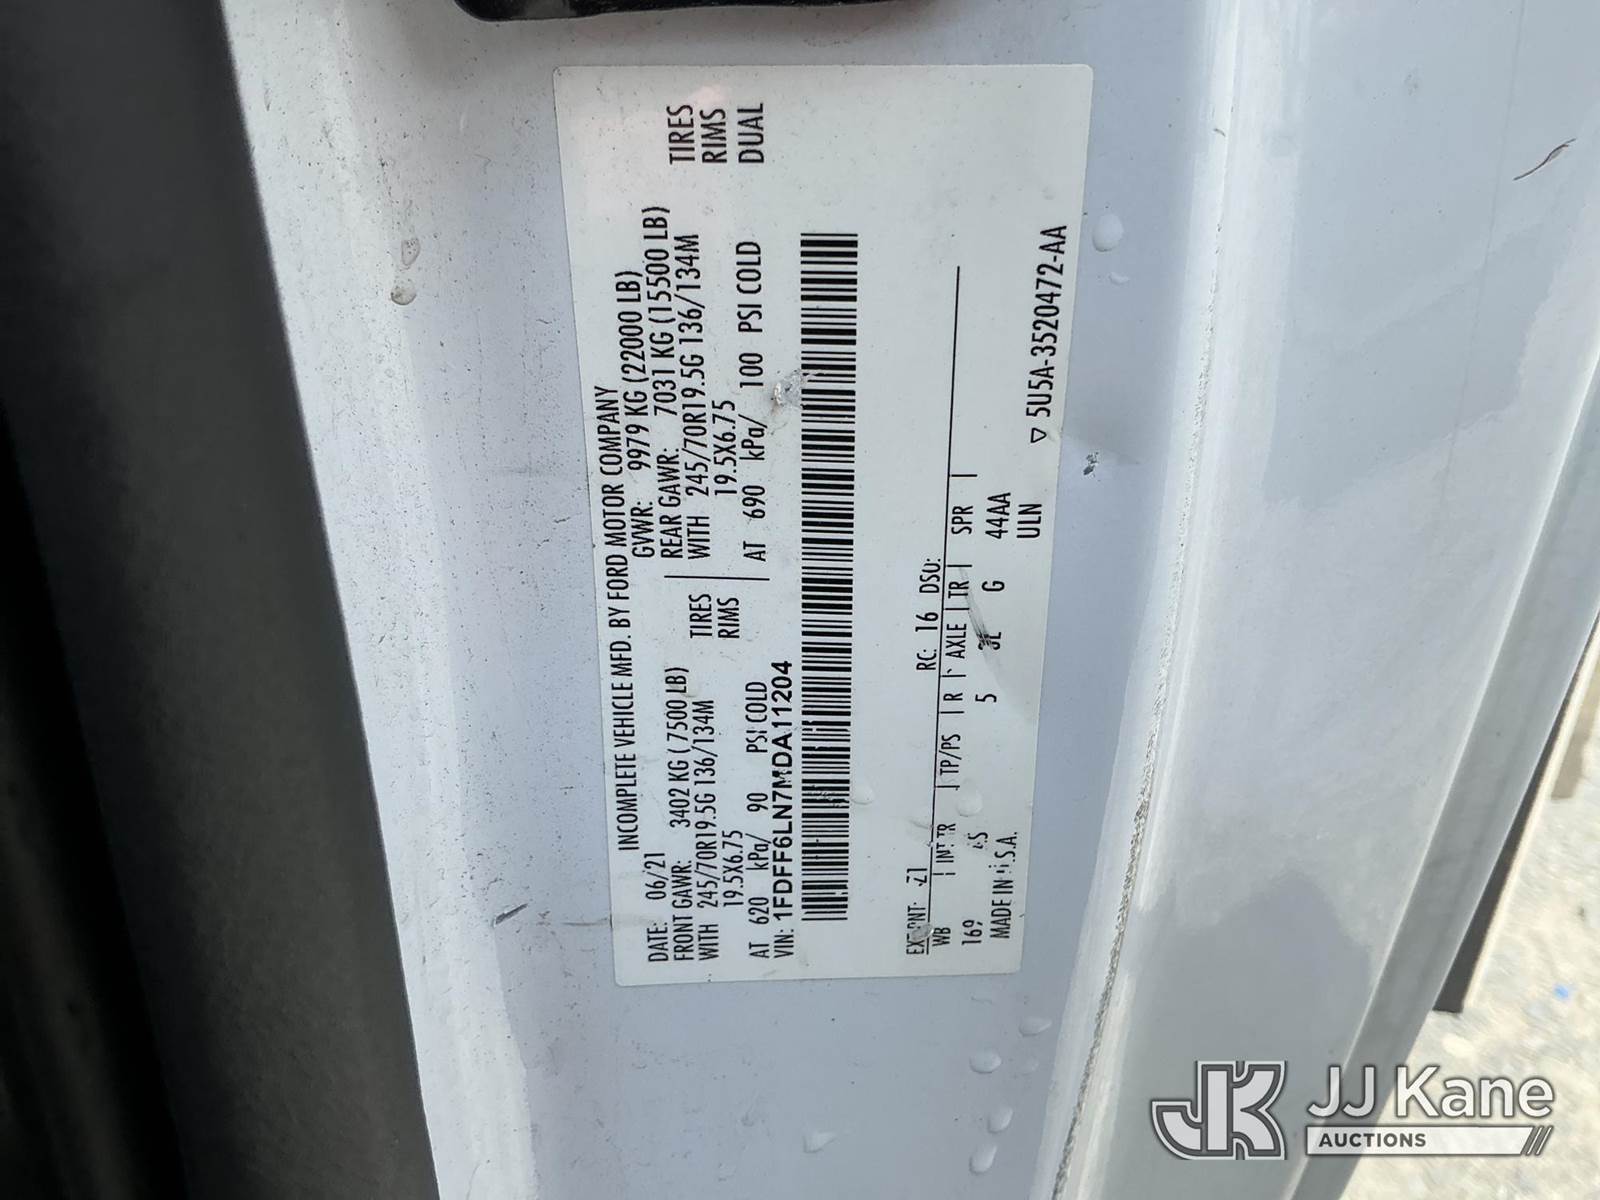 INCOMPLETE VEHICLE MFD. BY FORD MOTOR COMPANY
DATE: 06/21 GVWR: 9979 KG (22000 LB)
FRONT GAWR: 3402 KG (7500 LB) REAR GAWR: 7031 KG (15500 LB)
WITH 245/70R19.5G 136/134M TIRES WITH 245/70R19.5G 136/134M TIRES
19.5X6.75 RIMS 19.5X6.75 RIMS
AT 620 kPa/ 90 PSI COLD AT 690 kPa/ 100 PSI COLD DUAL
VIN: 1FDFF6LN7MDA11204
Z1 RC: 16 DSO:
WB TP/PS R AXLE TR SPR
169 5 G 44AA
MADE IN U.S.A. ULN
▽ 5U5A-3520472-AA
JK JJ Kane
AUCTIONS